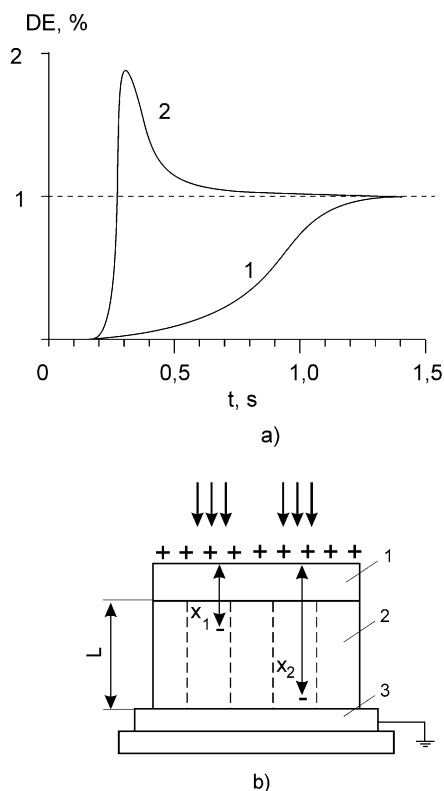 DE, %
2
2
1
1
0
0,5
1,0
1,5
t, s
a)
+ + + + + + + + +
1
x1
-
2
L
x2
-
3
b)